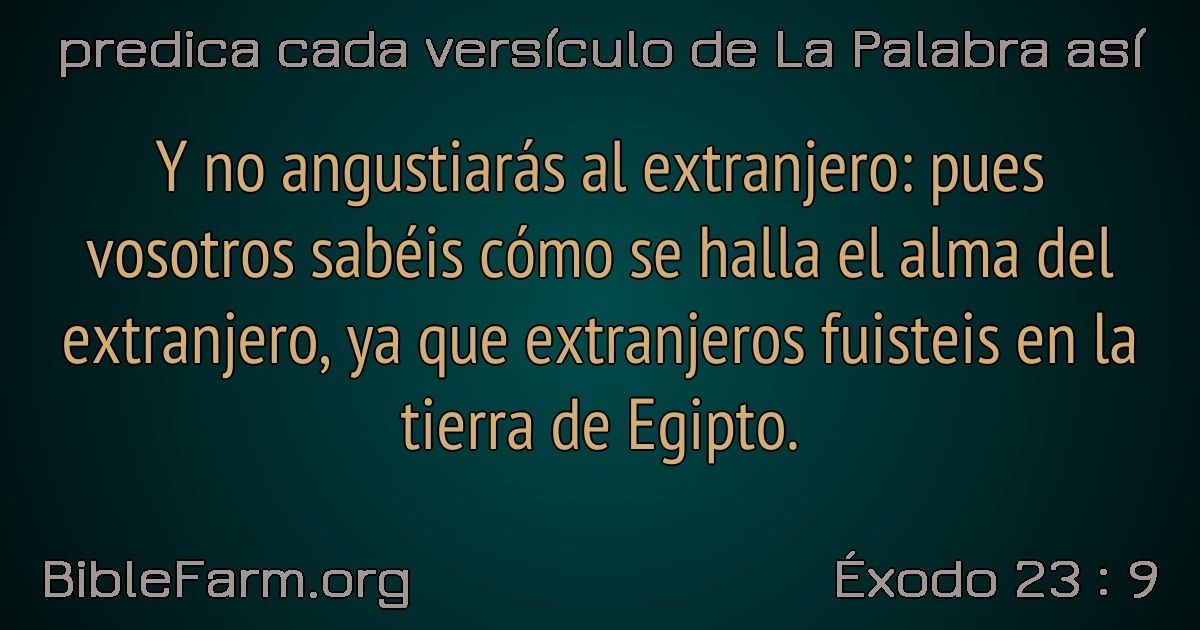 predica cada versículo de La Palabra así
Y no angustiarás al extranjero: pues
vosotros sabéis cómo se halla el alma del
extranjero, ya que extranjeros fuisteis en la
tierra de Egipto.
BibleFarm.org
Éxodo 23 : 9